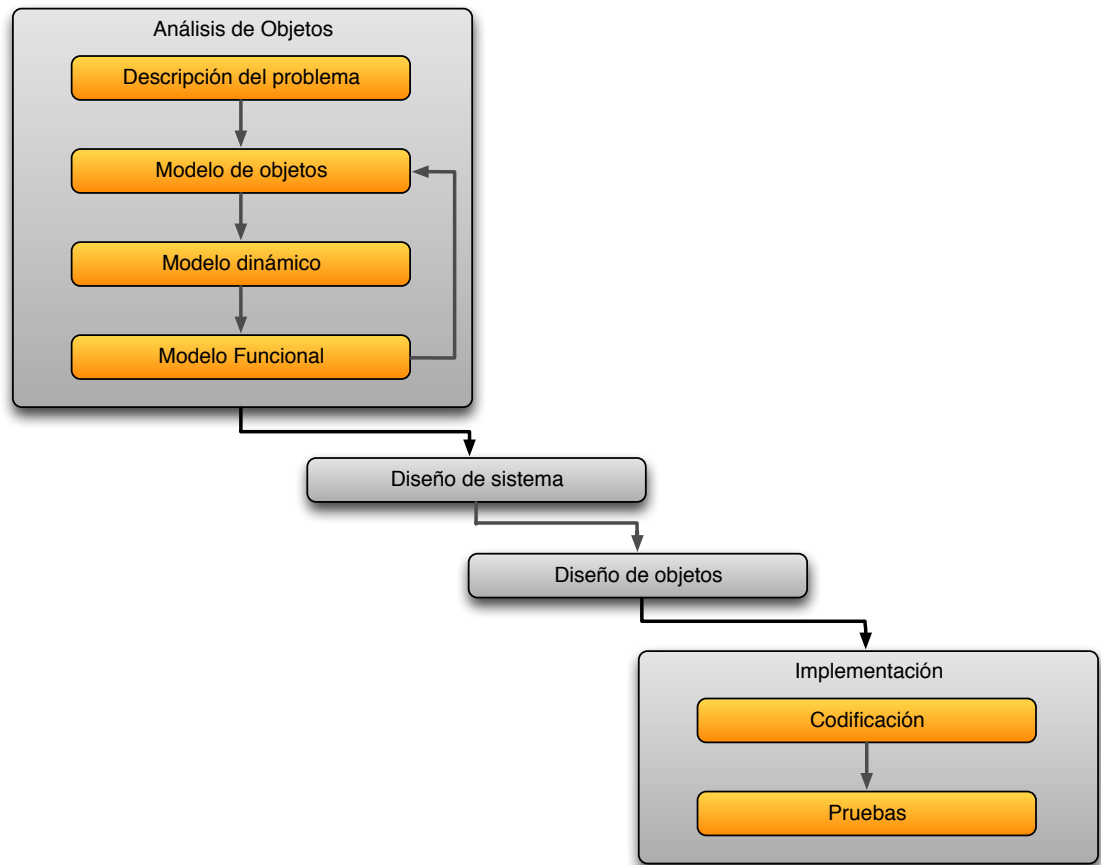 Análisis de Objetos
Descripción del problema
Modelo de objetos
Modelo dinámico
Modelo Funcional
Diseño de sistema
Diseño de objetos
Implementación
Codificación
Pruebas